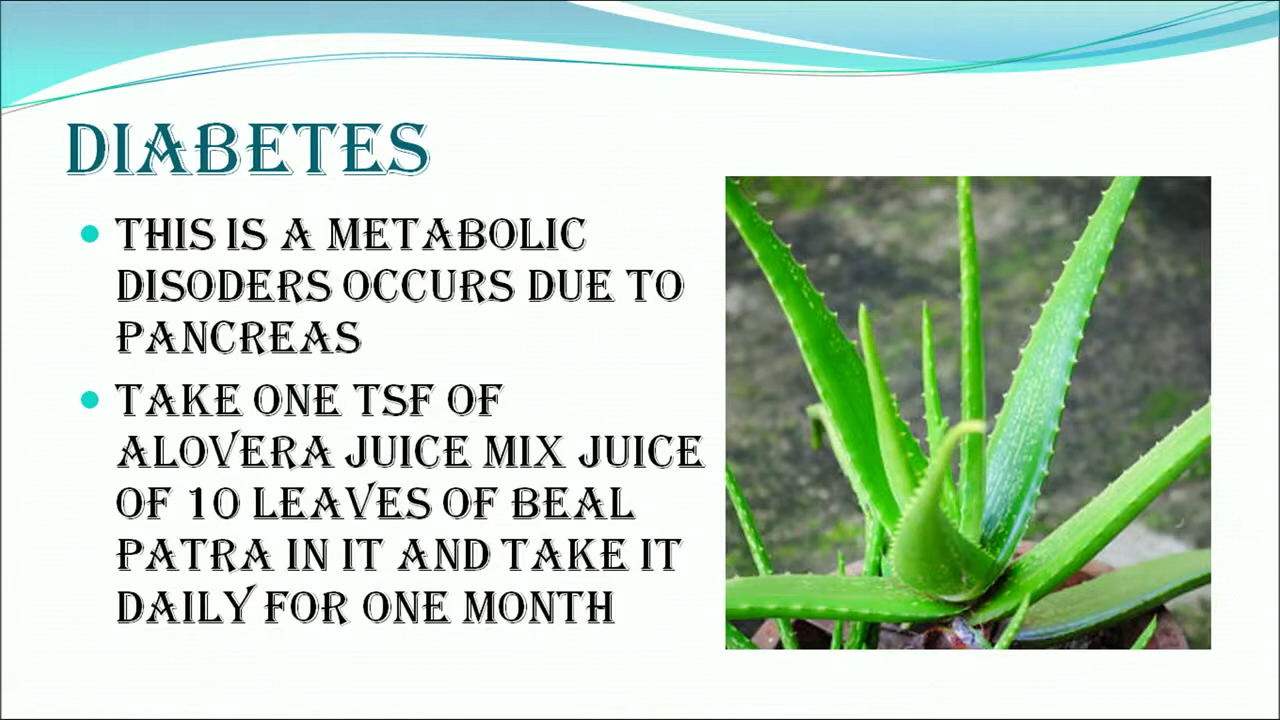 DIABETES
THIS IS A METABOLIC
DISODERS OCCURS DUE TO
PANCREAS
TAKE ONE TSF OF
ALOVERA JUICE MIX JUICE
OF 10 LEAVES OF BEAL
PATRA IN IT AND TAKE IT
DAILY FOR ONE MONTH